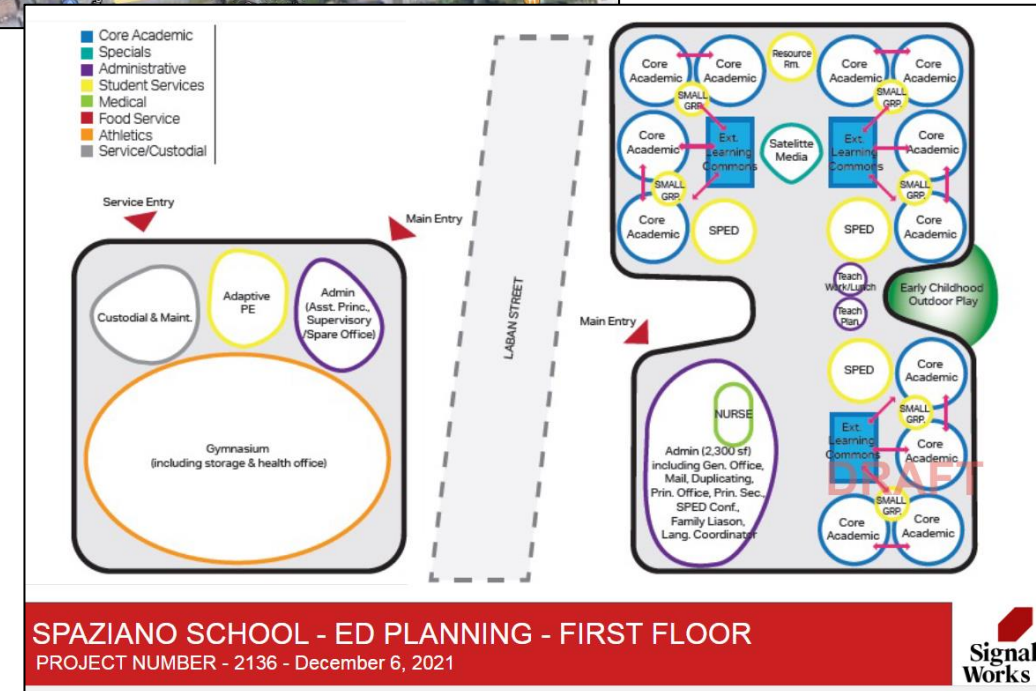 Core Academic
Specials
Administrative
Student Services
Medical
Food Service
Athletics
Service/Custodial
Service Entry
Main Entry
Custodial & Maint.
Adaptive
PE
Admin
(Asst. Princ.,
Supervisory
/Spare Office)
Gymnasium
(including storage & health office)
LABAN STREET
Core
Academic
Core
Academic
Resource
Rm.
Core
Academic
Core
Academic
SMALL
GRP.
SMALL
GRP.
Core
Academic
Ext.
Learning
Commons
Satelitte
Media
Ext.
Learning
Commons
Core
Academic
SMALL
GRP.
SMALL
GRP.
Core
Academic
SPED
SPED
Core
Academic
Teach
Work/Lunch
Teach
Plan.
Early Childhood
Outdoor Play
Main Entry
SPED
Core
Academic
NURSE
SMALL
GRP.
Ext.
Learning
Commons
Core
Academic
Admin (2,300 sf)
including Gen. Office,
Mail, Duplicating,
Prin. Office, Prin. Sec.,
SPED Conf.,
Family Liason,
Lang. Coordinator
DRAFT
SMALL
GRP.
Core
Academic
Core
Academic
SPAZIANO SCHOOL - ED PLANNING - FIRST FLOOR
PROJECT NUMBER - 2136 - December 6, 2021
Signal
Works